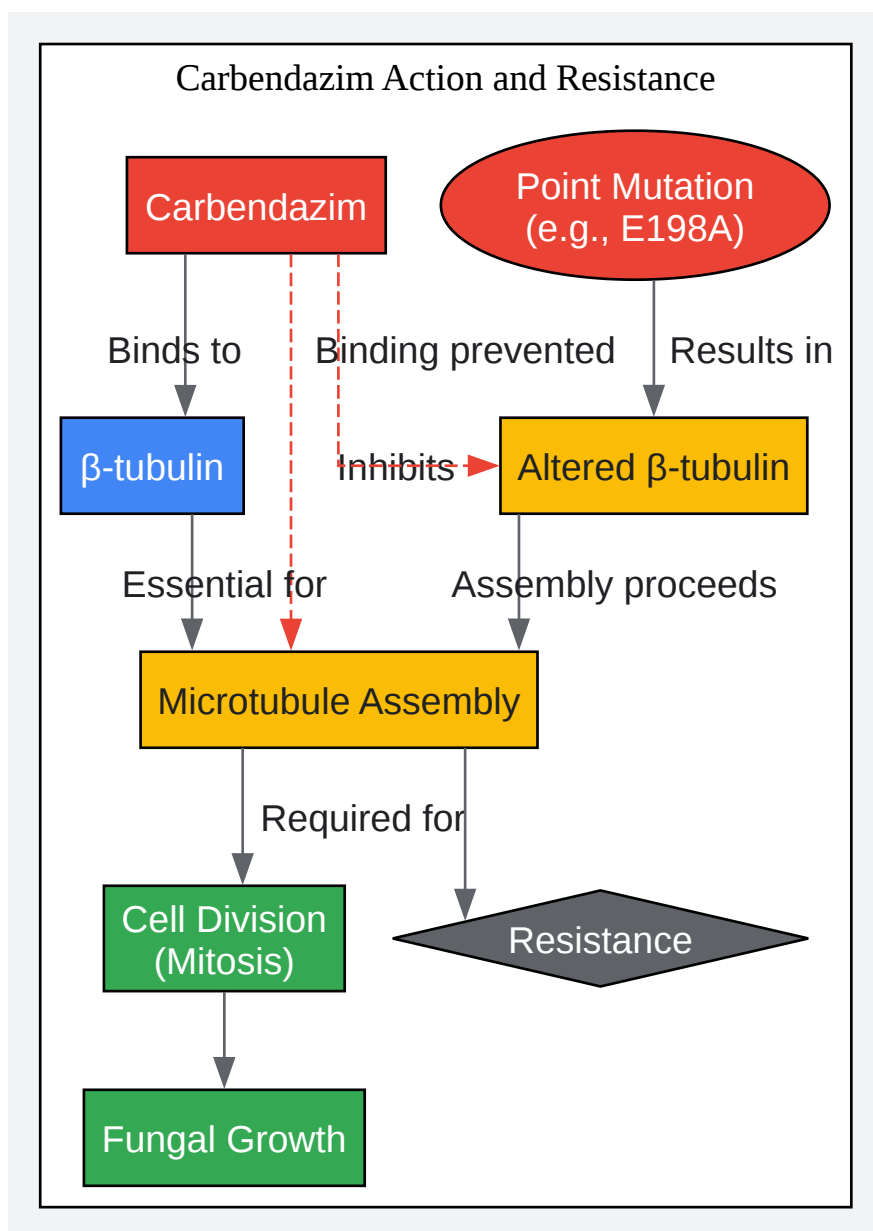 Carbendazim Action and Resistance
Carbendazim
Point Mutation
(e.g., E198A)
Binds to
Binding prevented
Results in
β-tubulin
Inhibits
Altered β-tubulin
Essential for
Assembly proceeds
Microtubule Assembly
Required for
Cell Division
(Mitosis)
Resistance
Fungal Growth